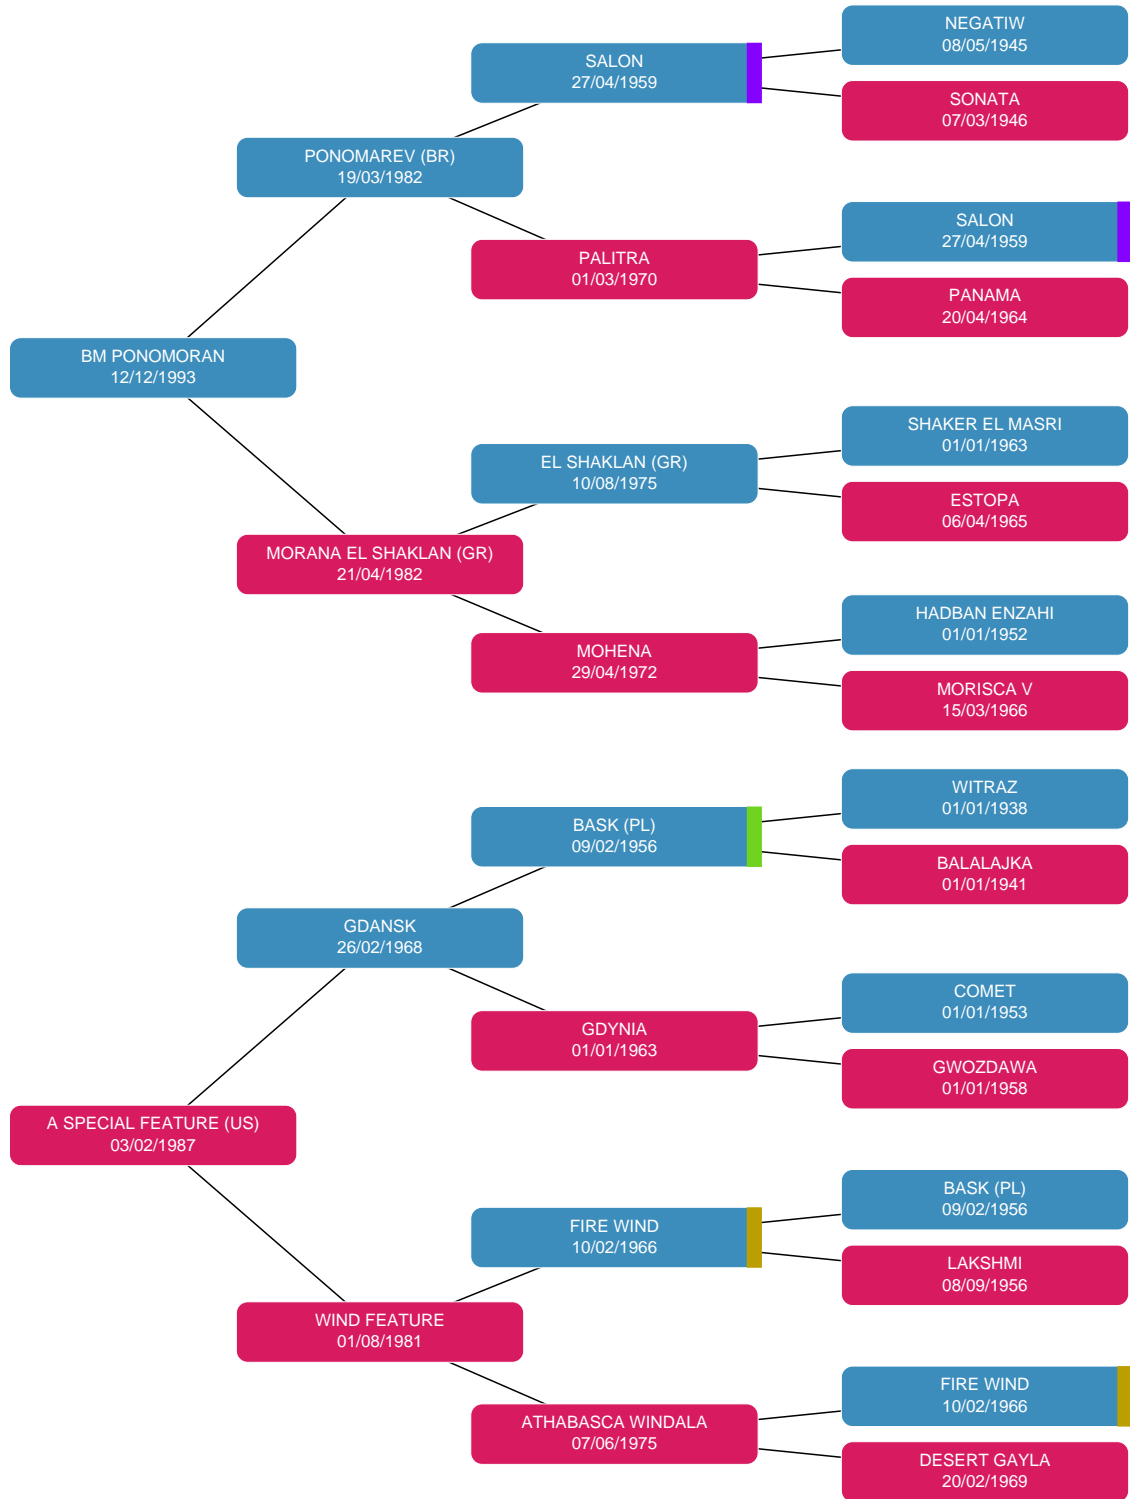 NEGATIW
08/05/1945
SALON
27/04/1959
SONATA
07/03/1946
PONOMAREV (BR)
19/03/1982
SALON
27/04/1959
PALITRA
01/03/1970
PANAMA
20/04/1964
BM PONOMORAN
12/12/1993
SHAKER EL MASRI
01/01/1963
EL SHAKLAN (GR)
10/08/1975
ESTOPA
06/04/1965
MORANA EL SHAKLAN (GR)
21/04/1982
HADBAN ENZAHI
01/01/1952
MOHENA
29/04/1972
MORISCA V
15/03/1966
WITRAZ
01/01/1938
BASK (PL)
09/02/1956
BALALAJKA
01/01/1941
GDANSK
26/02/1968
COMET
01/01/1953
GDYNIA
01/01/1963
GWOZDAWA
01/01/1958
A SPECIAL FEATURE (US)
03/02/1987
BASK (PL)
09/02/1956
FIRE WIND
10/02/1966
LAKSHMI
08/09/1956
WIND FEATURE
01/08/1981
FIRE WIND
10/02/1966
ATHABASCA WINDALA
07/06/1975
DESERT GAYLA
20/02/1969